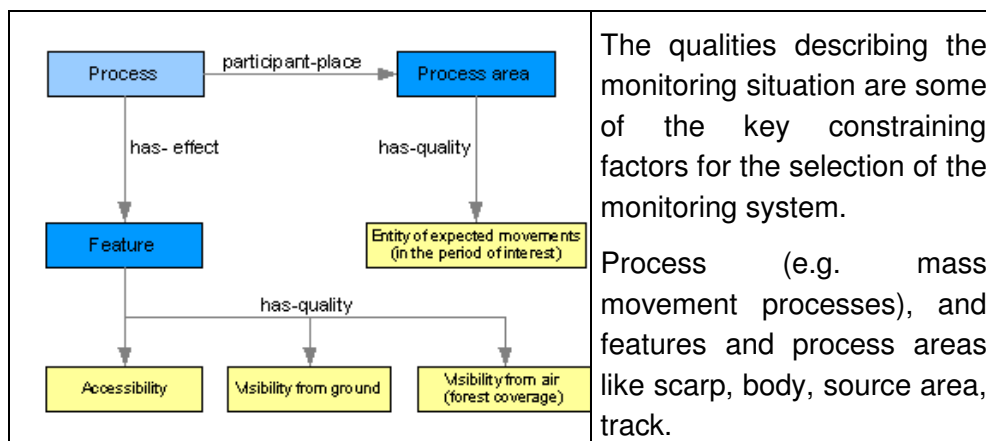 Process
participant-place
Process area
has- effect
has-quality
Feature
Entity of expected movements
(in the period of interest)
has-quality
Accessibility
Visibility from ground
Visibility from air
(forest coverage)
The qualities describing the
monitoring situation are some
of the key constraining
factors for the selection of the
monitoring system.
Process (e.g. mass
movement processes), and
features and process areas
like scarp, body, source area,
track.